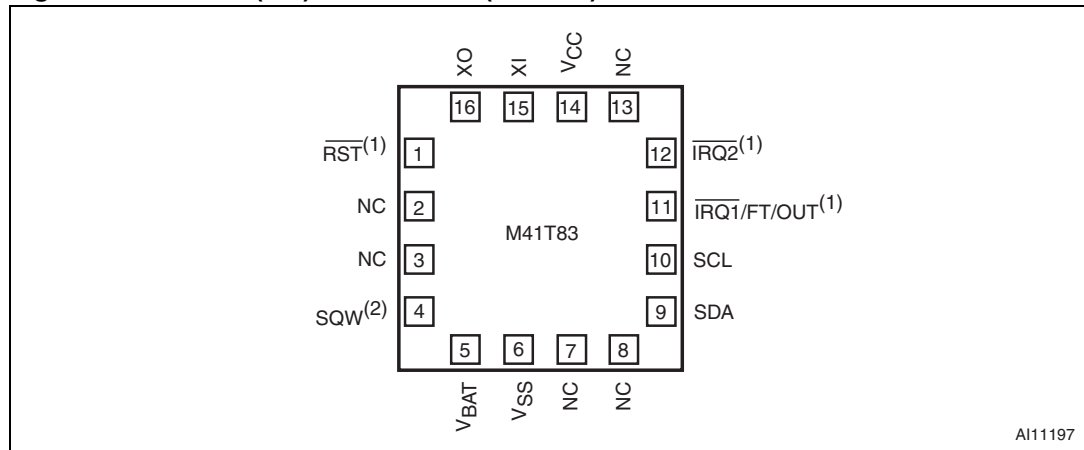 XO
XI
VCC
NC
16
15
14
13
RST(1)
1
12
IRQ2(1)
NC
2
11
IRQ1/FT/OUT(1)
M41T83
NC
3
10
SCL
SQW(2)
4
9
SDA
5
6
7
8
VBAT
VSS
NC
NC
AI11197